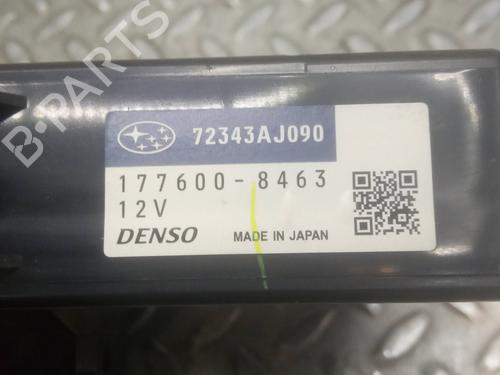 B-Parts
72343AJ090
177600-8463
12V
DENSO MADE IN JAPAN